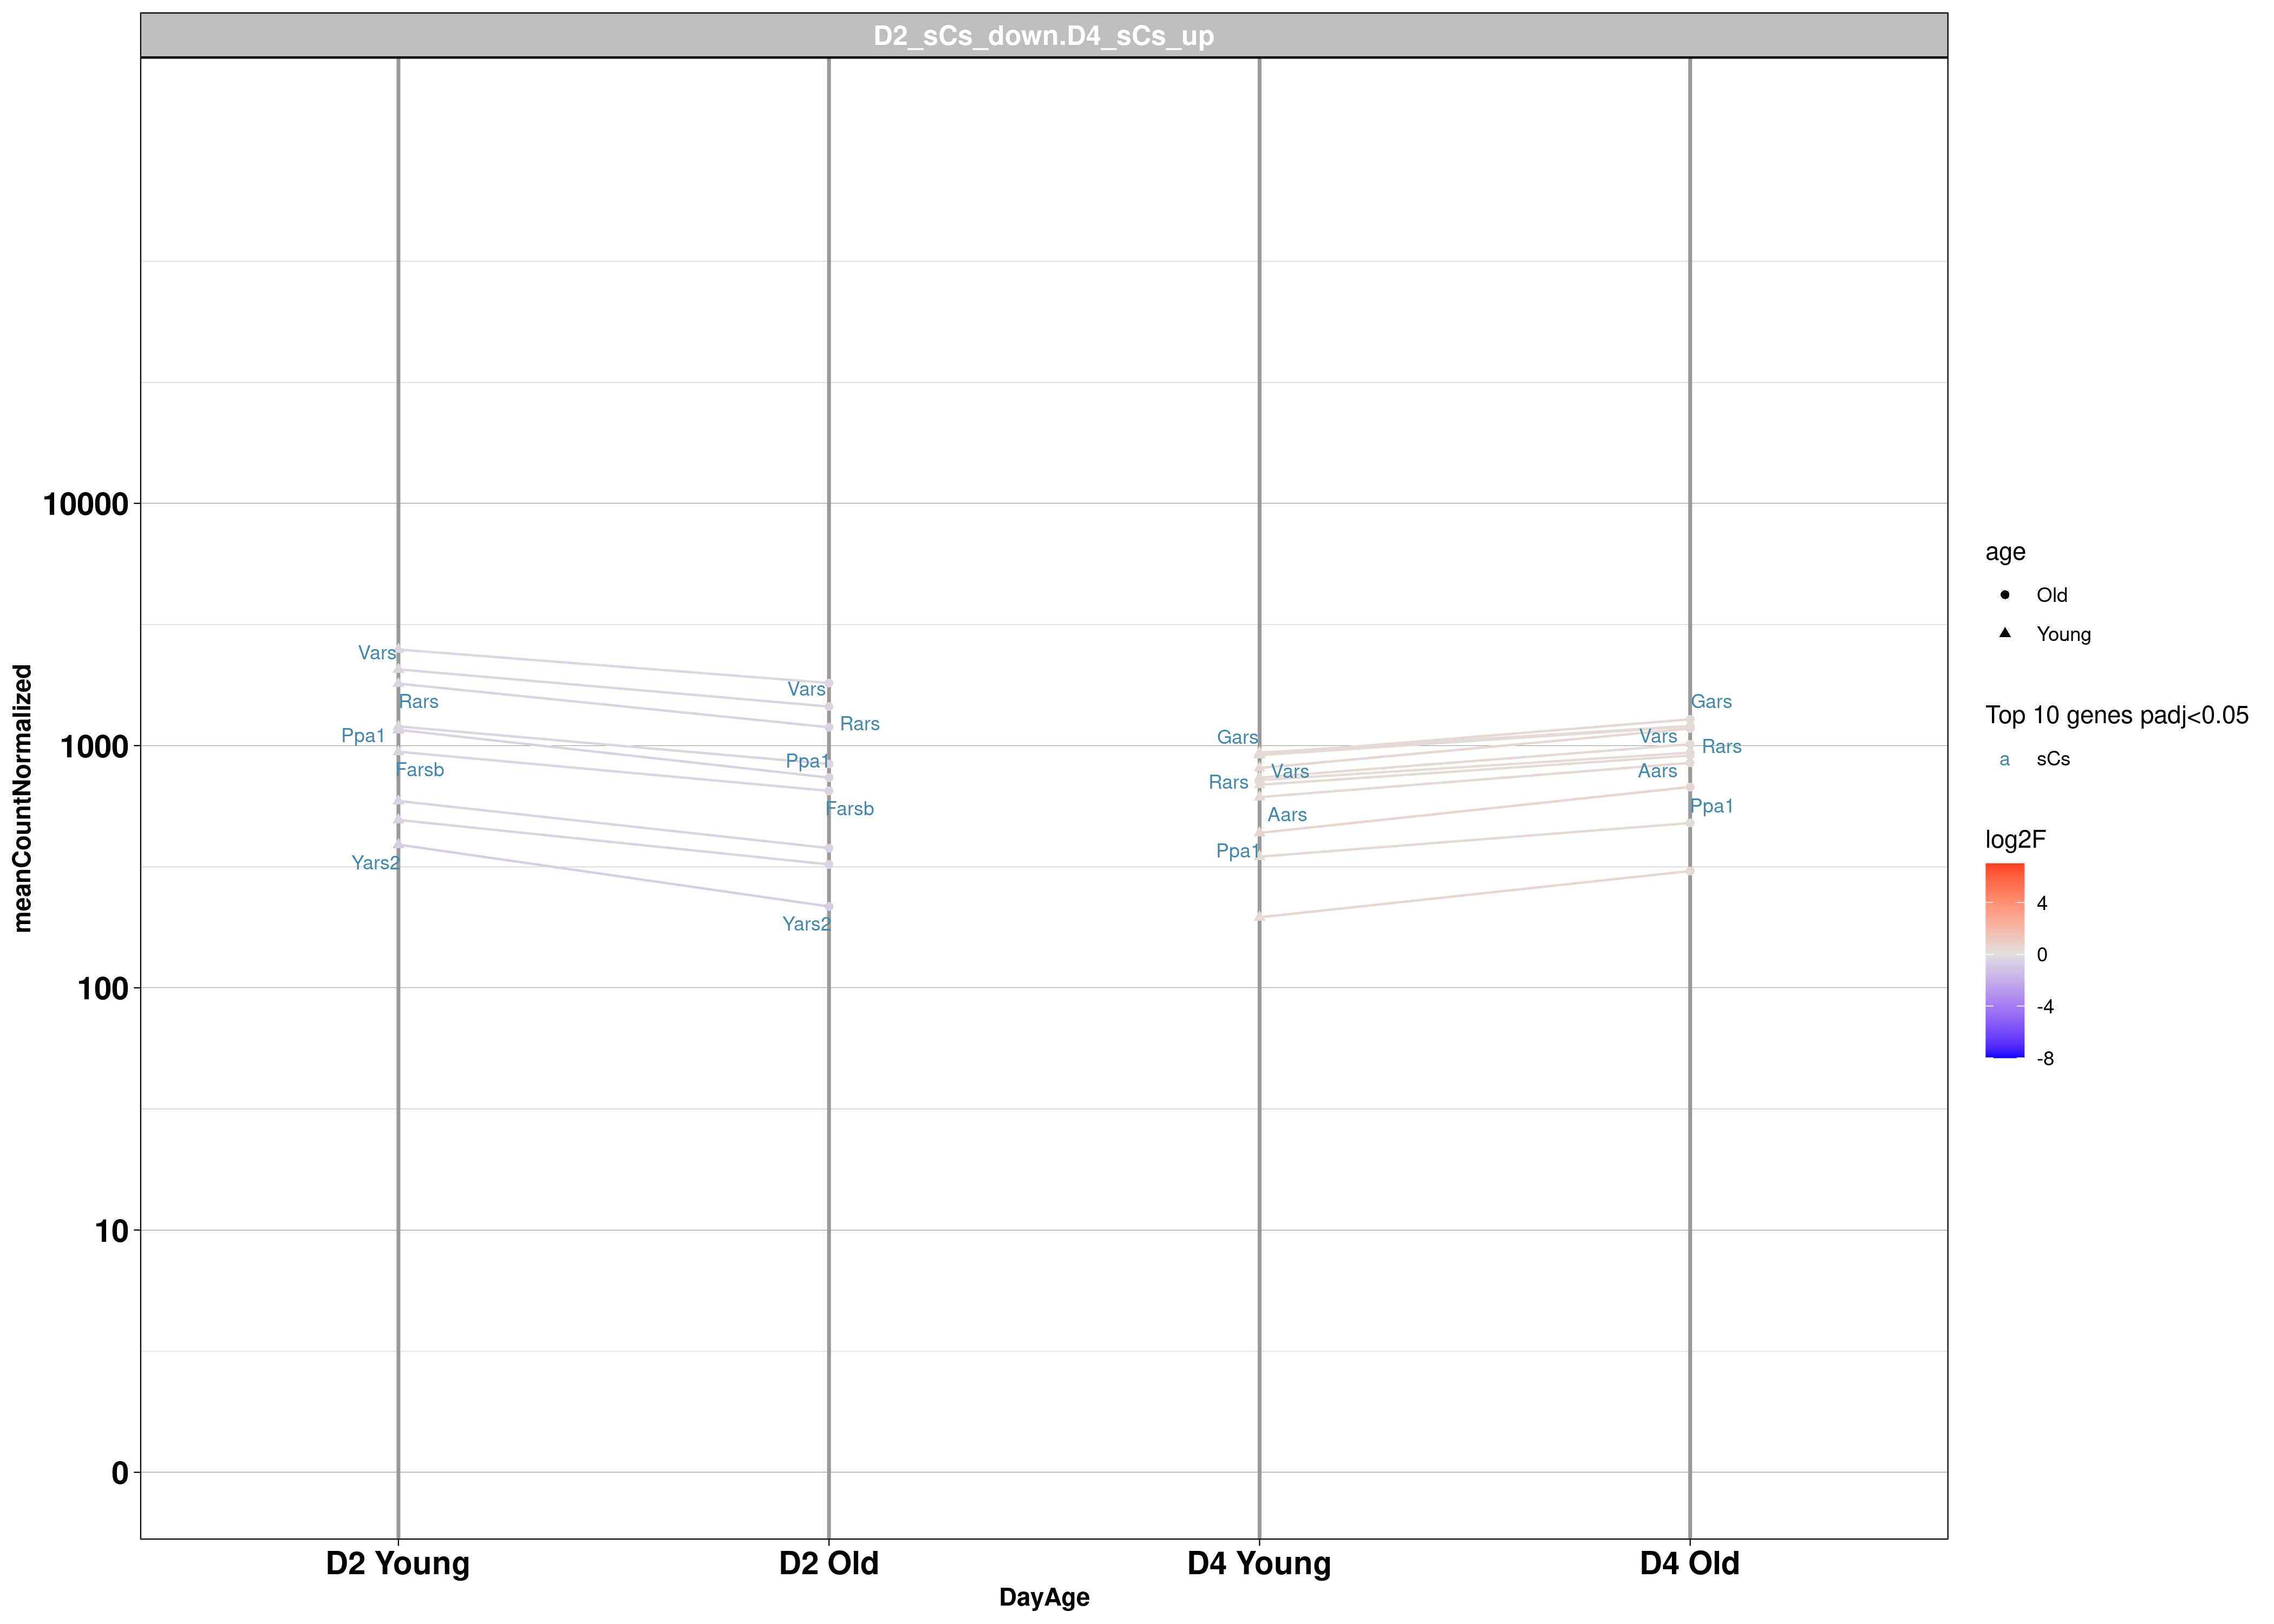 D2_sCs_down.D4_sCs_up
meanCountNormalized
10000
1000
100
10
0
Vars
Rars
Ppa1
Farsb
Yars2
Vars
Rars
Ppa1
Farsb
Yars2
Gars
Vars
Rars
Aars
Ppa1
Gars
Vars
Rars
Aars
Ppa1
D2 Young
D2 Old
D4 Young
D4 Old
DayAge
age
Old
Young
Top 10 genes padj<0.05
a sCs
log2F
4
0
-4
-8